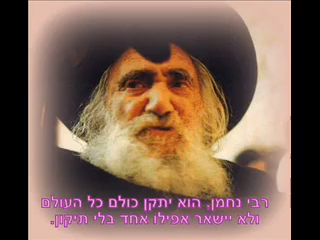 רבי נחמן, הוא יתקן כולם כל העולם
ולא יישאר אפילו אחד בלי תיקון.